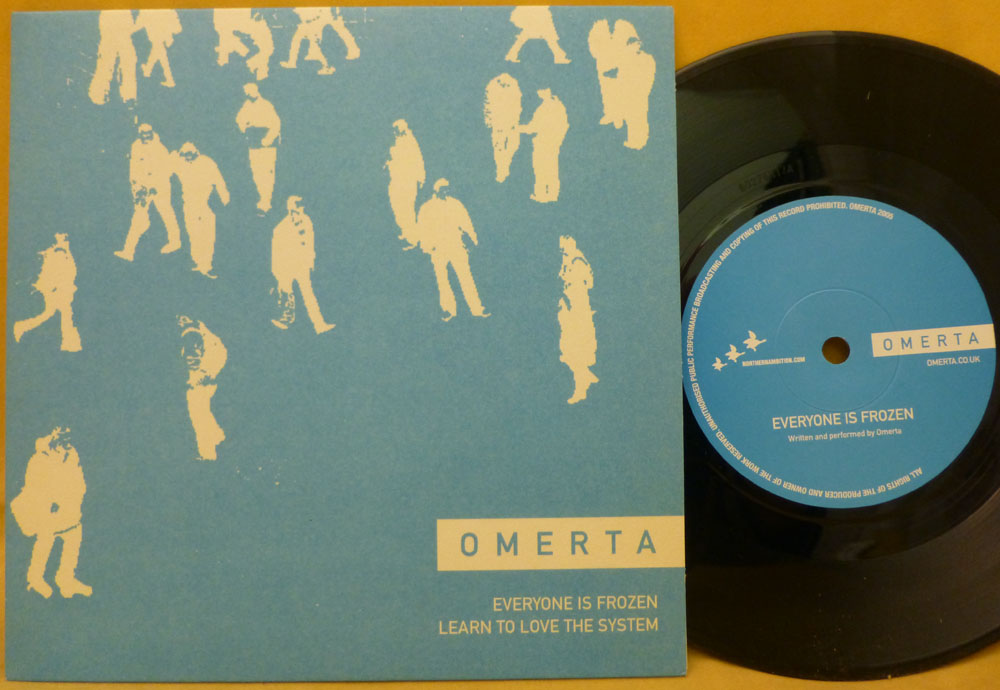 OMERTA
EVERYONE IS FROZEN
LEARN TO LOVE THE SYSTEM
ALL RIGHTS OF THE PRODUCER AND OWNER OF THE WORK RESERVED. UNAUTHORISED PUBLIC PERFORMANCE BROADCASTING AND COPYING OF THIS RECORD PROHIBITED. OMERTA 2005
NORTHERNAMBITION.COM
OMERTA
OMERTA.CO.UK
EVERYONE IS FROZEN
Written and performed by Omerta